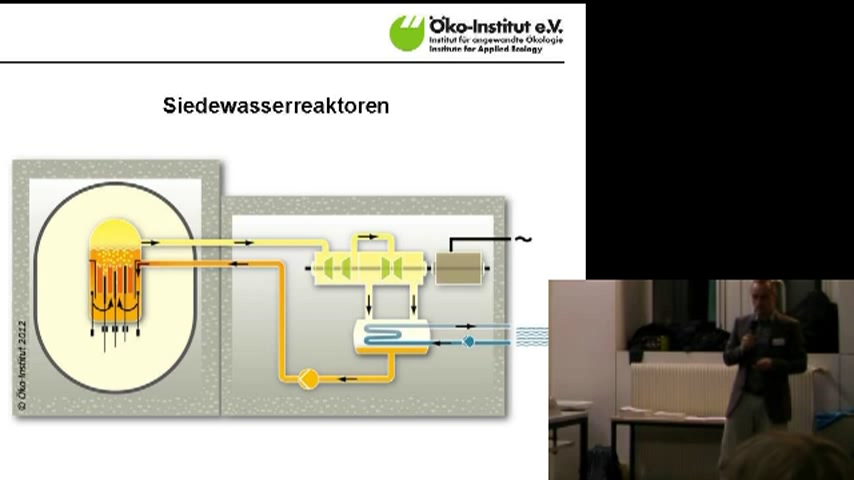 Öko-Institut e.V.
Institut für angewandte Ökologie
Institute for Applied Ecology
Siedewasserreaktoren
~
© Öko-Institut 2012